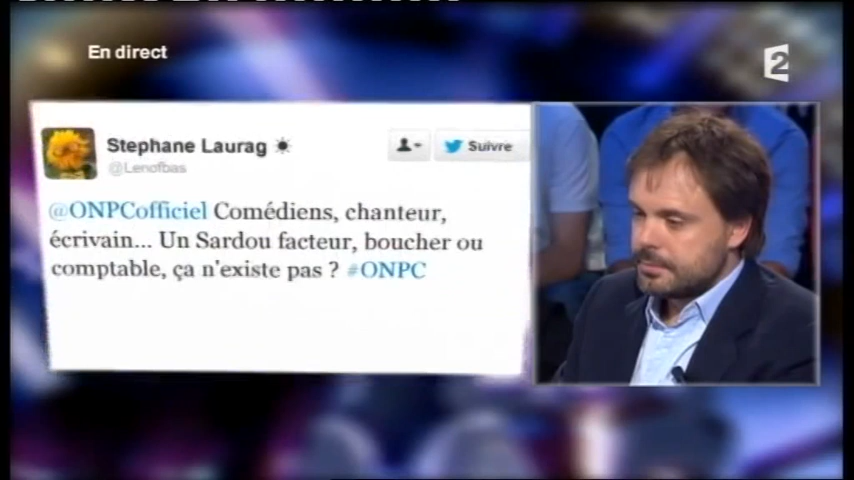 En direct
2
Stephane Laurag ☀
@Lenofbas
Suivre
@ONPCofficiel Comédiens, chanteur,
écrivain... Un Sardou facteur, boucher ou
comptable, ça n'existe pas ? #ONPC